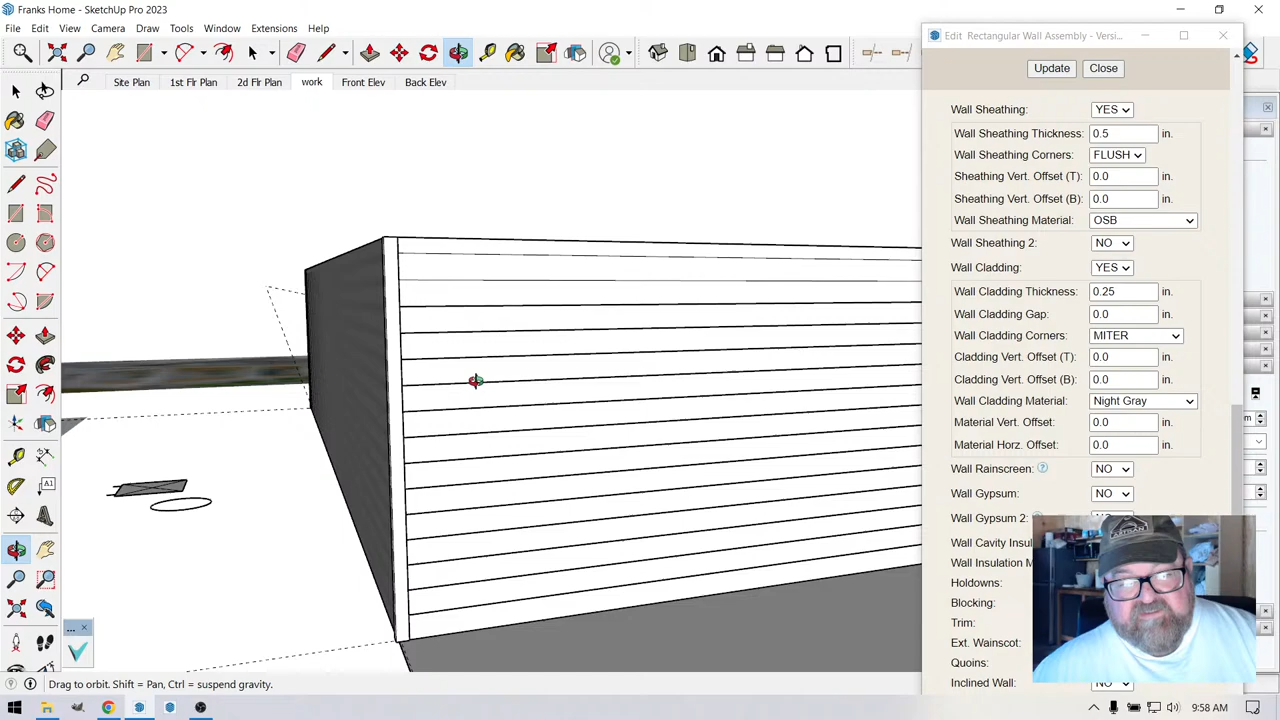 Franks Home - SketchUp Pro 2023
File Edit View Camera Draw Tools Window Extensions Help
Site Plan 1st Flr Plan 2d Flr Plan work Front Elev Back Elev
Edit Rectangular Wall Assembly - Versi...
Update Close
Wall Sheathing: YES
Wall Sheathing Thickness: 0.5 in.
Wall Sheathing Corners: FLUSH
Sheathing Vert. Offset (T): 0.0 in.
Sheathing Vert. Offset (B): 0.0 in.
Wall Sheathing Material: OSB
Wall Sheathing 2: NO
Wall Cladding: YES
Wall Cladding Thickness: 0.25 in.
Wall Cladding Gap: 0.0 in.
Wall Cladding Corners: MITER
Cladding Vert. Offset (T): 0.0 in.
Cladding Vert. Offset (B): 0.0 in.
Wall Cladding Material: Night Gray
Material Vert. Offset: 0.0 in.
Material Horz. Offset: 0.0 in.
Wall Rainscreen: ? NO
Wall Gypsum: NO
Wall Gypsum 2:
Wall Cavity Insu
Wall Insulation M
Holdowns:
Blocking:
Trim:
Ext. Wainscot:
Quoins:
Inclined Wall: NO
...
Drag to orbit. Shift = Pan, Ctrl = suspend gravity.
9:58 AM